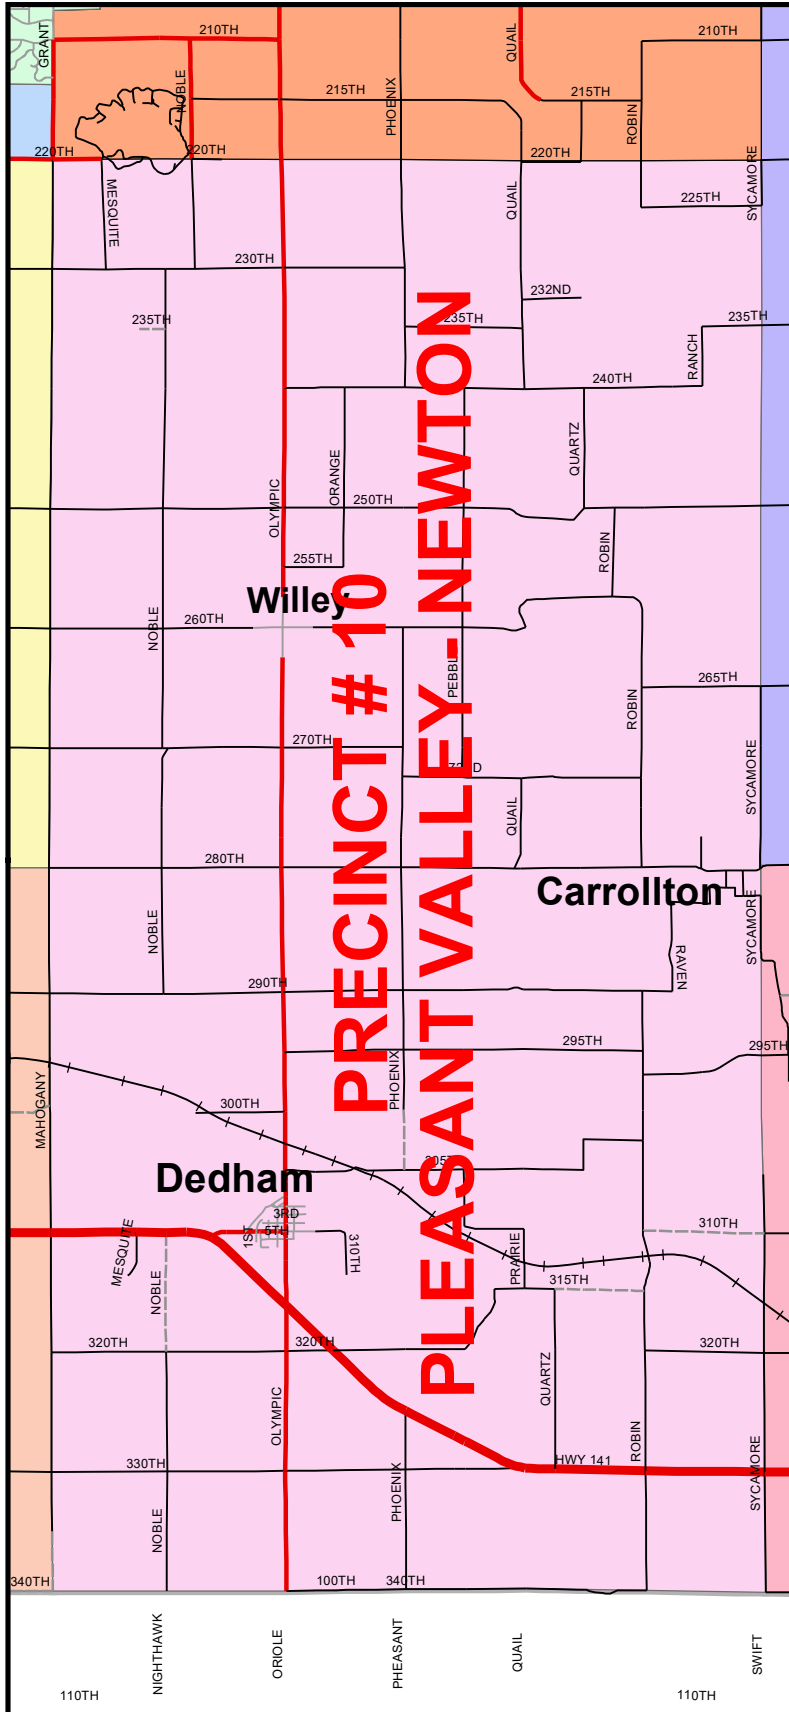 210TH
210TH
GRANT
QUAIL
NOBLE
215TH
215TH
PHOENIX
ROBIN
220TH
220TH
220TH
MESQUITE
QUAIL
225TH
SYCAMORE
230TH
232ND
235TH
235TH
235TH
RANCH
240TH
ORANGE
QUARTZ
OLYMPIC
250TH
255TH
ROBIN
Willey
NOBLE
260TH
PRECINCT # 10
PLEASANT VALLEY - NEWTON
265TH
ROBIN
270TH
SYCAMORE
QUAIL
280TH
Carrollton
NOBLE
SYCAMORE
RAVEN
290TH
295TH
295TH
PHOENIX
MAHOGANY
300TH
305TH
Dedham
3RD
5TH
1ST
310TH
310TH
MESQUITE
NOBLE
PRAIRIE
315TH
320TH
320TH
320TH
QUARTZ
OLYMPIC
ROBIN
330TH
HWY 141
PHOENIX
SYCAMORE
NOBLE
340TH
100TH
340TH
NIGHTHAWK
ORIOLE
PHEASANT
QUAIL
SWIFT
110TH
110TH